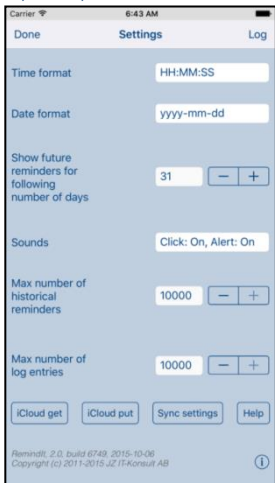 Carrier 6:43 AM
Done Settings Log
Time format HH:MM:SS
Date format yyyy-mm-dd
Show future
reminders for
following 31 − +
number of days
Sounds Click: On, Alert: On
Max number of
historical 10000 − +
reminders
Max number of
log entries 10000 − +
iCloud get iCloud put Sync settings Help
RemindIt, 2.0, build 6749, 2015-10-06
Copyright (c) 2011-2015 JZ IT-Konsult AB